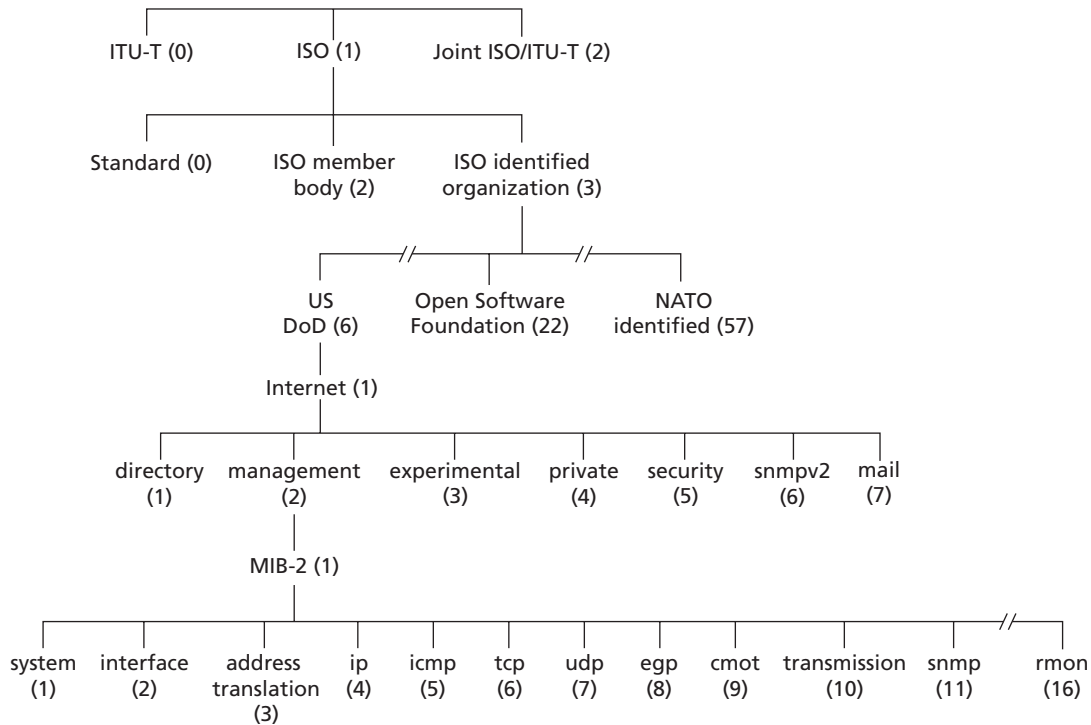 ITU-T (0) ISO (1) Joint ISO/ITU-T (2)
Standard (0)
ISO member
body (2)
ISO identified
organization (3)
US
DoD (6)
Open Software
Foundation (22)
NATO
identified (57)
Internet (1)
directory
(1)
management
(2)
experimental
(3)
private
(4)
security
(5)
snmpv2
(6)
mail
(7)
MIB-2 (1)
system
(1)
interface
(2)
address
translation
(3)
ip
(4)
icmp
(5)
tcp
(6)
udp
(7)
egp
(8)
cmot
(9)
transmission
(10)
snmp
(11)
rmon
(16)